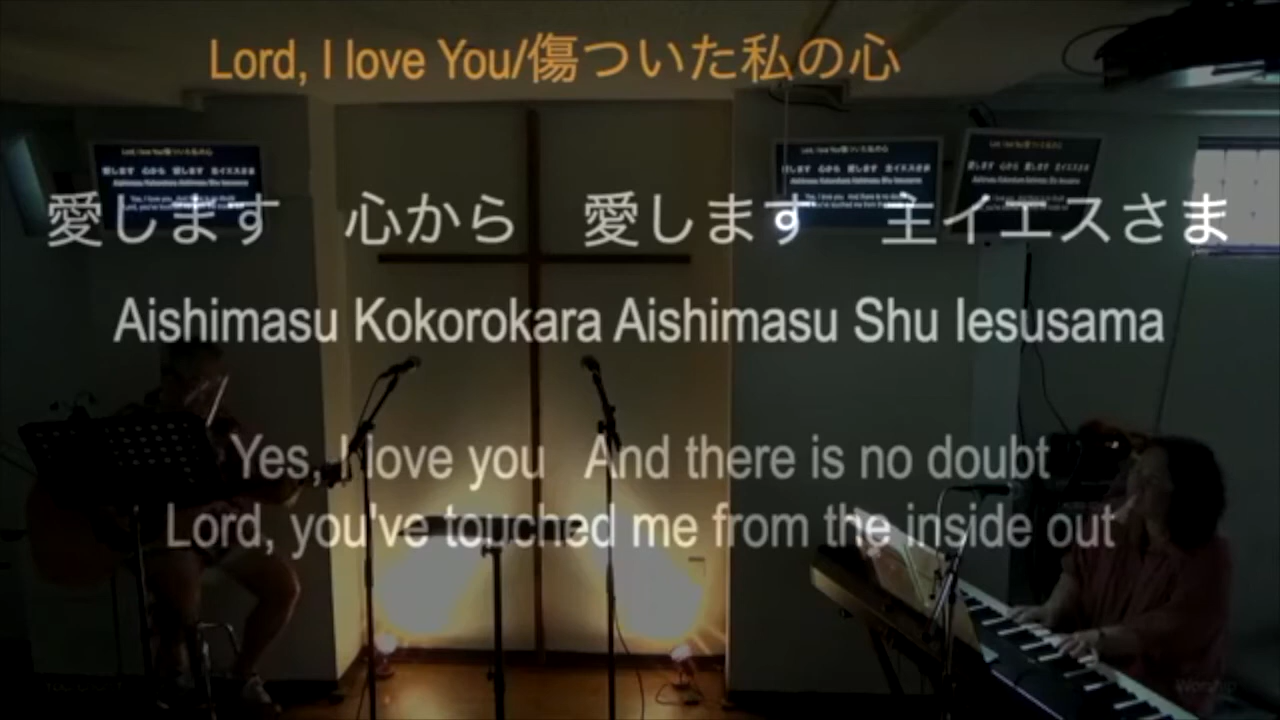 Lord, I love You/傷ついた私の心
愛します　心から　愛します　主イエスさま
Aishimasu Kokorokara Aishimasu Shu Iesusama
Yes, I love you And there is no doubt
Lord, you've touched me from the inside out
Worship